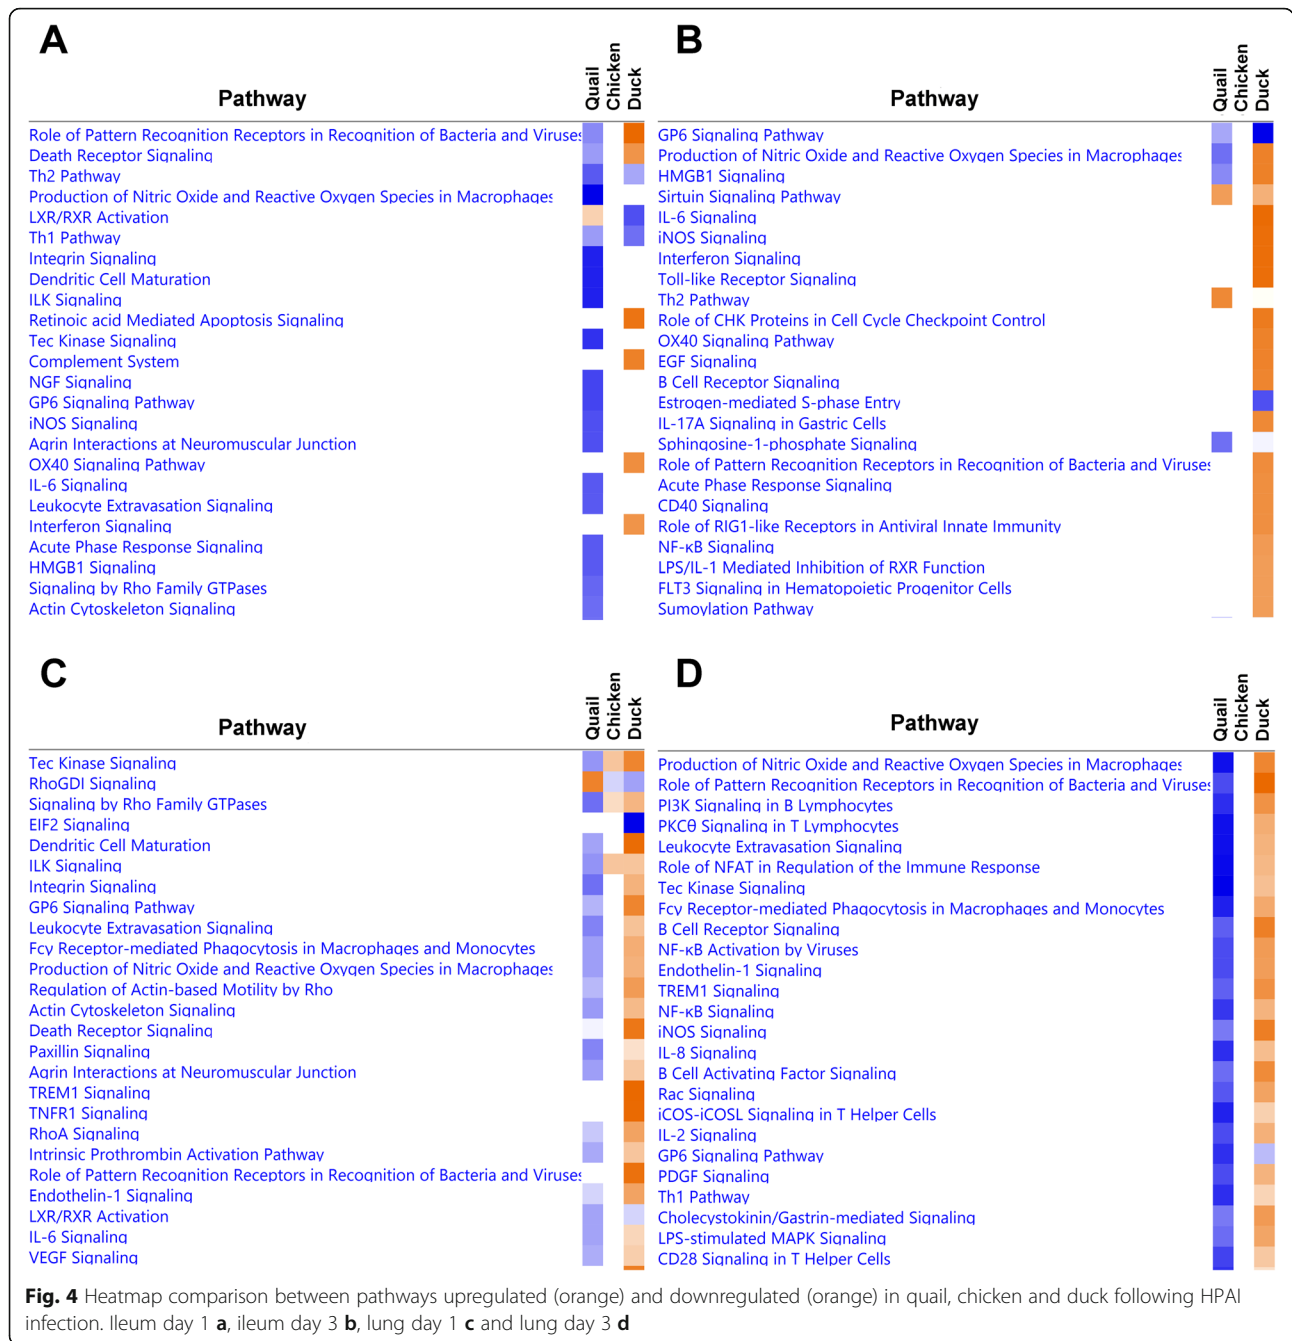 A
Pathway
Quail
Chicken
Duck
Role of Pattern Recognition Receptors in Recognition of Bacteria and Viruses
Death Receptor Signaling
Th2 Pathway
Production of Nitric Oxide and Reactive Oxygen Species in Macrophages
LXR/RXR Activation
Th1 Pathway
Integrin Signaling
Dendritic Cell Maturation
ILK Signaling
Retinoic acid Mediated Apoptosis Signaling
Tec Kinase Signaling
Complement System
NGF Signaling
GP6 Signaling Pathway
iNOS Signaling
Agrin Interactions at Neuromuscular Junction
OX40 Signaling Pathway
IL-6 Signaling
Leukocyte Extravasation Signaling
Interferon Signaling
Acute Phase Response Signaling
HMGB1 Signaling
Signaling by Rho Family GTPases
Actin Cytoskeleton Signaling
B
Pathway
Quail
Chicken
Duck
GP6 Signaling Pathway
Production of Nitric Oxide and Reactive Oxygen Species in Macrophages
HMGB1 Signaling
Sirtuin Signaling Pathway
IL-6 Signaling
iNOS Signaling
Interferon Signaling
Toll-like Receptor Signaling
Th2 Pathway
Role of CHK Proteins in Cell Cycle Checkpoint Control
OX40 Signaling Pathway
EGF Signaling
B Cell Receptor Signaling
Estrogen-mediated S-phase Entry
IL-17A Signaling in Gastric Cells
Sphingosine-1-phosphate Signaling
Role of Pattern Recognition Receptors in Recognition of Bacteria and Viruses
Acute Phase Response Signaling
CD40 Signaling
Role of RIG1-like Receptors in Antiviral Innate Immunity
NF-κB Signaling
LPS/IL-1 Mediated Inhibition of RXR Function
FLT3 Signaling in Hematopoietic Progenitor Cells
Sumoylation Pathway
C
Pathway
Quail
Chicken
Duck
Tec Kinase Signaling
RhoGDI Signaling
Signaling by Rho Family GTPases
EIF2 Signaling
Dendritic Cell Maturation
ILK Signaling
Integrin Signaling
GP6 Signaling Pathway
Leukocyte Extravasation Signaling
Fcγ Receptor-mediated Phagocytosis in Macrophages and Monocytes
Production of Nitric Oxide and Reactive Oxygen Species in Macrophages
Regulation of Actin-based Motility by Rho
Actin Cytoskeleton Signaling
Death Receptor Signaling
Paxillin Signaling
Agrin Interactions at Neuromuscular Junction
TREM1 Signaling
TNFR1 Signaling
RhoA Signaling
Intrinsic Prothrombin Activation Pathway
Role of Pattern Recognition Receptors in Recognition of Bacteria and Viruses
Endothelin-1 Signaling
LXR/RXR Activation
IL-6 Signaling
VEGF Signaling
D
Pathway
Quail
Chicken
Duck
Production of Nitric Oxide and Reactive Oxygen Species in Macrophages
Role of Pattern Recognition Receptors in Recognition of Bacteria and Viruses
PI3K Signaling in B Lymphocytes
PKCθ Signaling in T Lymphocytes
Leukocyte Extravasation Signaling
Role of NFAT in Regulation of the Immune Response
Tec Kinase Signaling
Fcγ Receptor-mediated Phagocytosis in Macrophages and Monocytes
B Cell Receptor Signaling
NF-κB Activation by Viruses
Endothelin-1 Signaling
TREM1 Signaling
NF-κB Signaling
iNOS Signaling
IL-8 Signaling
B Cell Activating Factor Signaling
Rac Signaling
iCOS-iCOSL Signaling in T Helper Cells
IL-2 Signaling
GP6 Signaling Pathway
PDGF Signaling
Th1 Pathway
Cholecystokinin/Gastrin-mediated Signaling
LPS-stimulated MAPK Signaling
CD28 Signaling in T Helper Cells
Fig. 4 Heatmap comparison between pathways upregulated (orange) and downregulated (orange) in quail, chicken and duck following HPAI
infection. Ileum day 1 a, ileum day 3 b, lung day 1 c and lung day 3 d